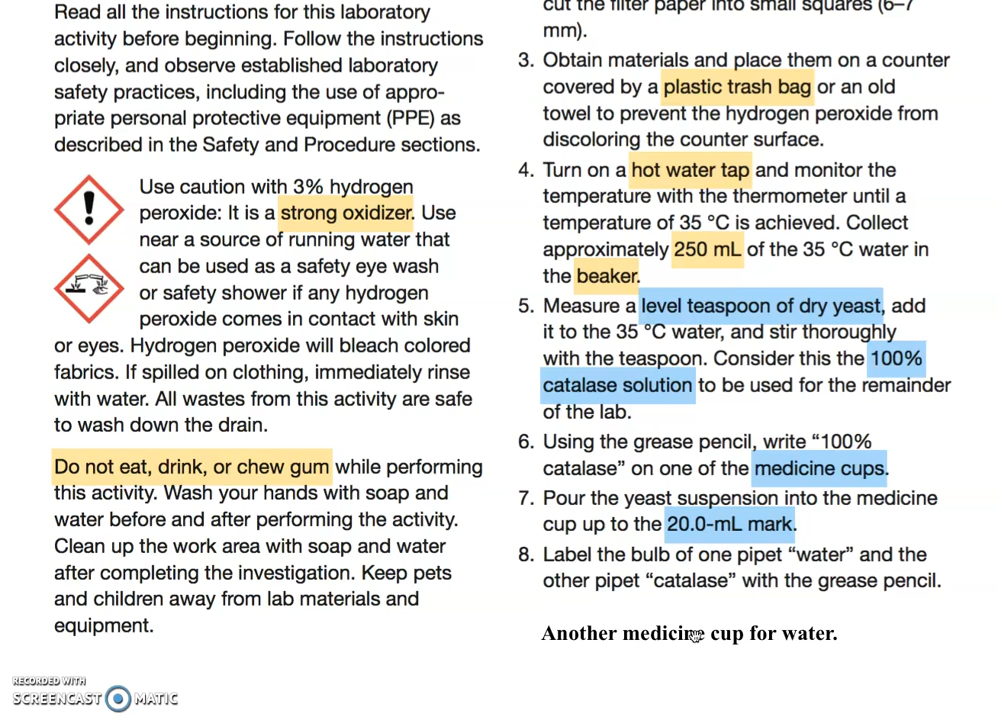 Read all the instructions for this laboratory
activity before beginning. Follow the instructions
closely, and observe established laboratory
safety practices, including the use of appro-
priate personal protective equipment (PPE) as
described in the Safety and Procedure sections.
Use caution with 3% hydrogen
peroxide: It is a strong oxidizer. Use
near a source of running water that
can be used as a safety eye wash
or safety shower if any hydrogen
peroxide comes in contact with skin
or eyes. Hydrogen peroxide will bleach colored
fabrics. If spilled on clothing, immediately rinse
with water. All wastes from this activity are safe
to wash down the drain.
Do not eat, drink, or chew gum while performing
this activity. Wash your hands with soap and
water before and after performing the activity.
Clean up the work area with soap and water
after completing the investigation. Keep pets
and children away from lab materials and
equipment.
cut the filter paper into small squares (6–7
mm).
3. Obtain materials and place them on a counter
covered by a plastic trash bag or an old
towel to prevent the hydrogen peroxide from
discoloring the counter surface.
4. Turn on a hot water tap and monitor the
temperature with the thermometer until a
temperature of 35 °C is achieved. Collect
approximately 250 mL of the 35 °C water in
the beaker.
5. Measure a level teaspoon of dry yeast, add
it to the 35 °C water, and stir thoroughly
with the teaspoon. Consider this the 100%
catalase solution to be used for the remainder
of the lab.
6. Using the grease pencil, write “100%
catalase” on one of the medicine cups.
7. Pour the yeast suspension into the medicine
cup up to the 20.0-mL mark.
8. Label the bulb of one pipet “water” and the
other pipet “catalase” with the grease pencil.
Another medicine cup for water.
RECORDED WITH
SCREENCAST MATIC